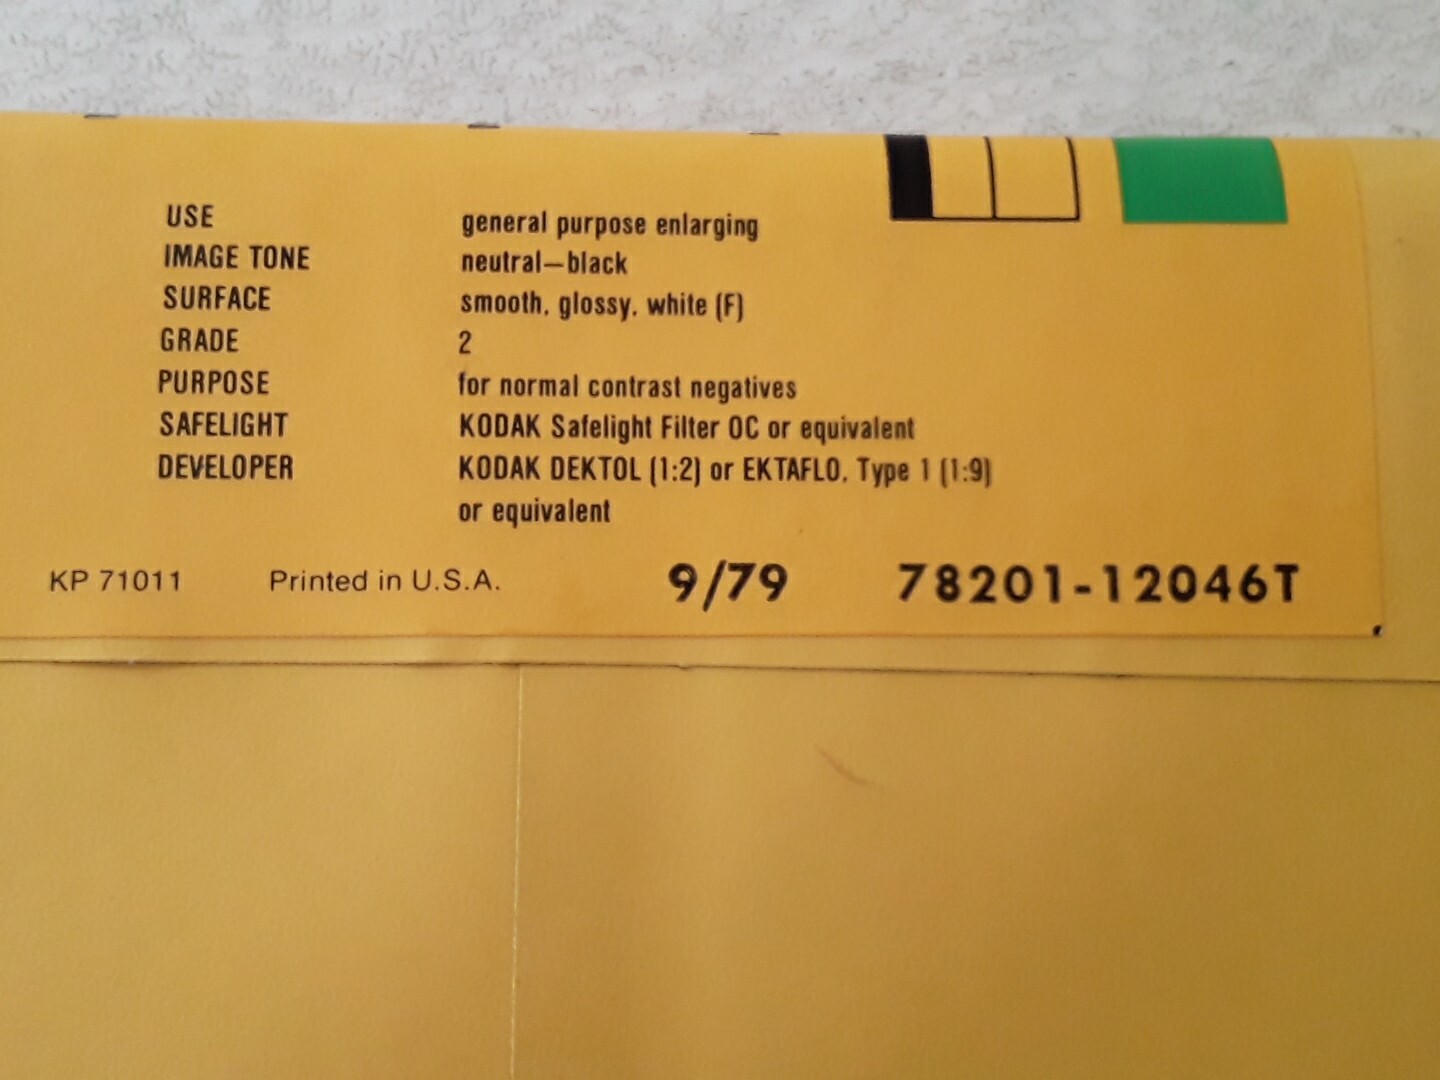 USE general purpose enlarging
IMAGE TONE neutral—black
SURFACE smooth, glossy, white (F)
GRADE 2
PURPOSE for normal contrast negatives
SAFELIGHT KODAK Safelight Filter OC or equivalent
DEVELOPER KODAK DEKTOL (1:2) or EKTAFLO, Type 1 (1:9)
or equivalent
KP 71011 Printed in U.S.A. 9/79 78201-12046T